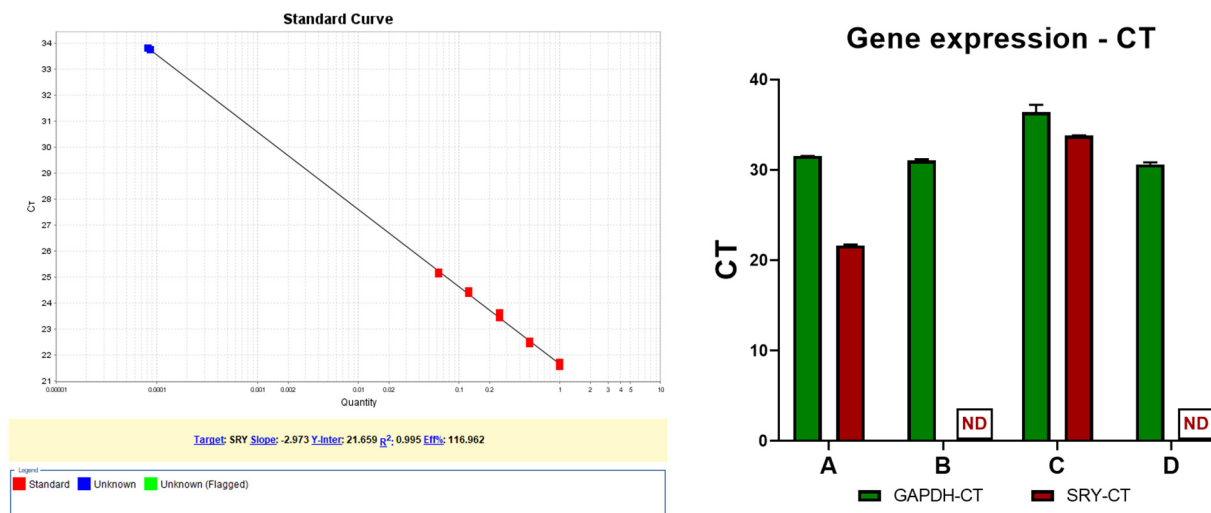 Standard Curve
34
33
32
31
30
29
28
27
26
25
24
23
22
21
CT
0.00001
0.0001
0.001
0.002
0.01
0.02
0.1
0.2
1
2
3
4
5
10
Quantity
Target: SRY Slope: -2.973 Y-Inter: 21.659 R²: 0.995 Eff%: 116.962
Legend
Standard
Unknown
Unknown (Flagged)
Gene expression - CT
40
30
20
10
0
CT
ND
ND
A
B
C
D
GAPDH-CT
SRY-CT